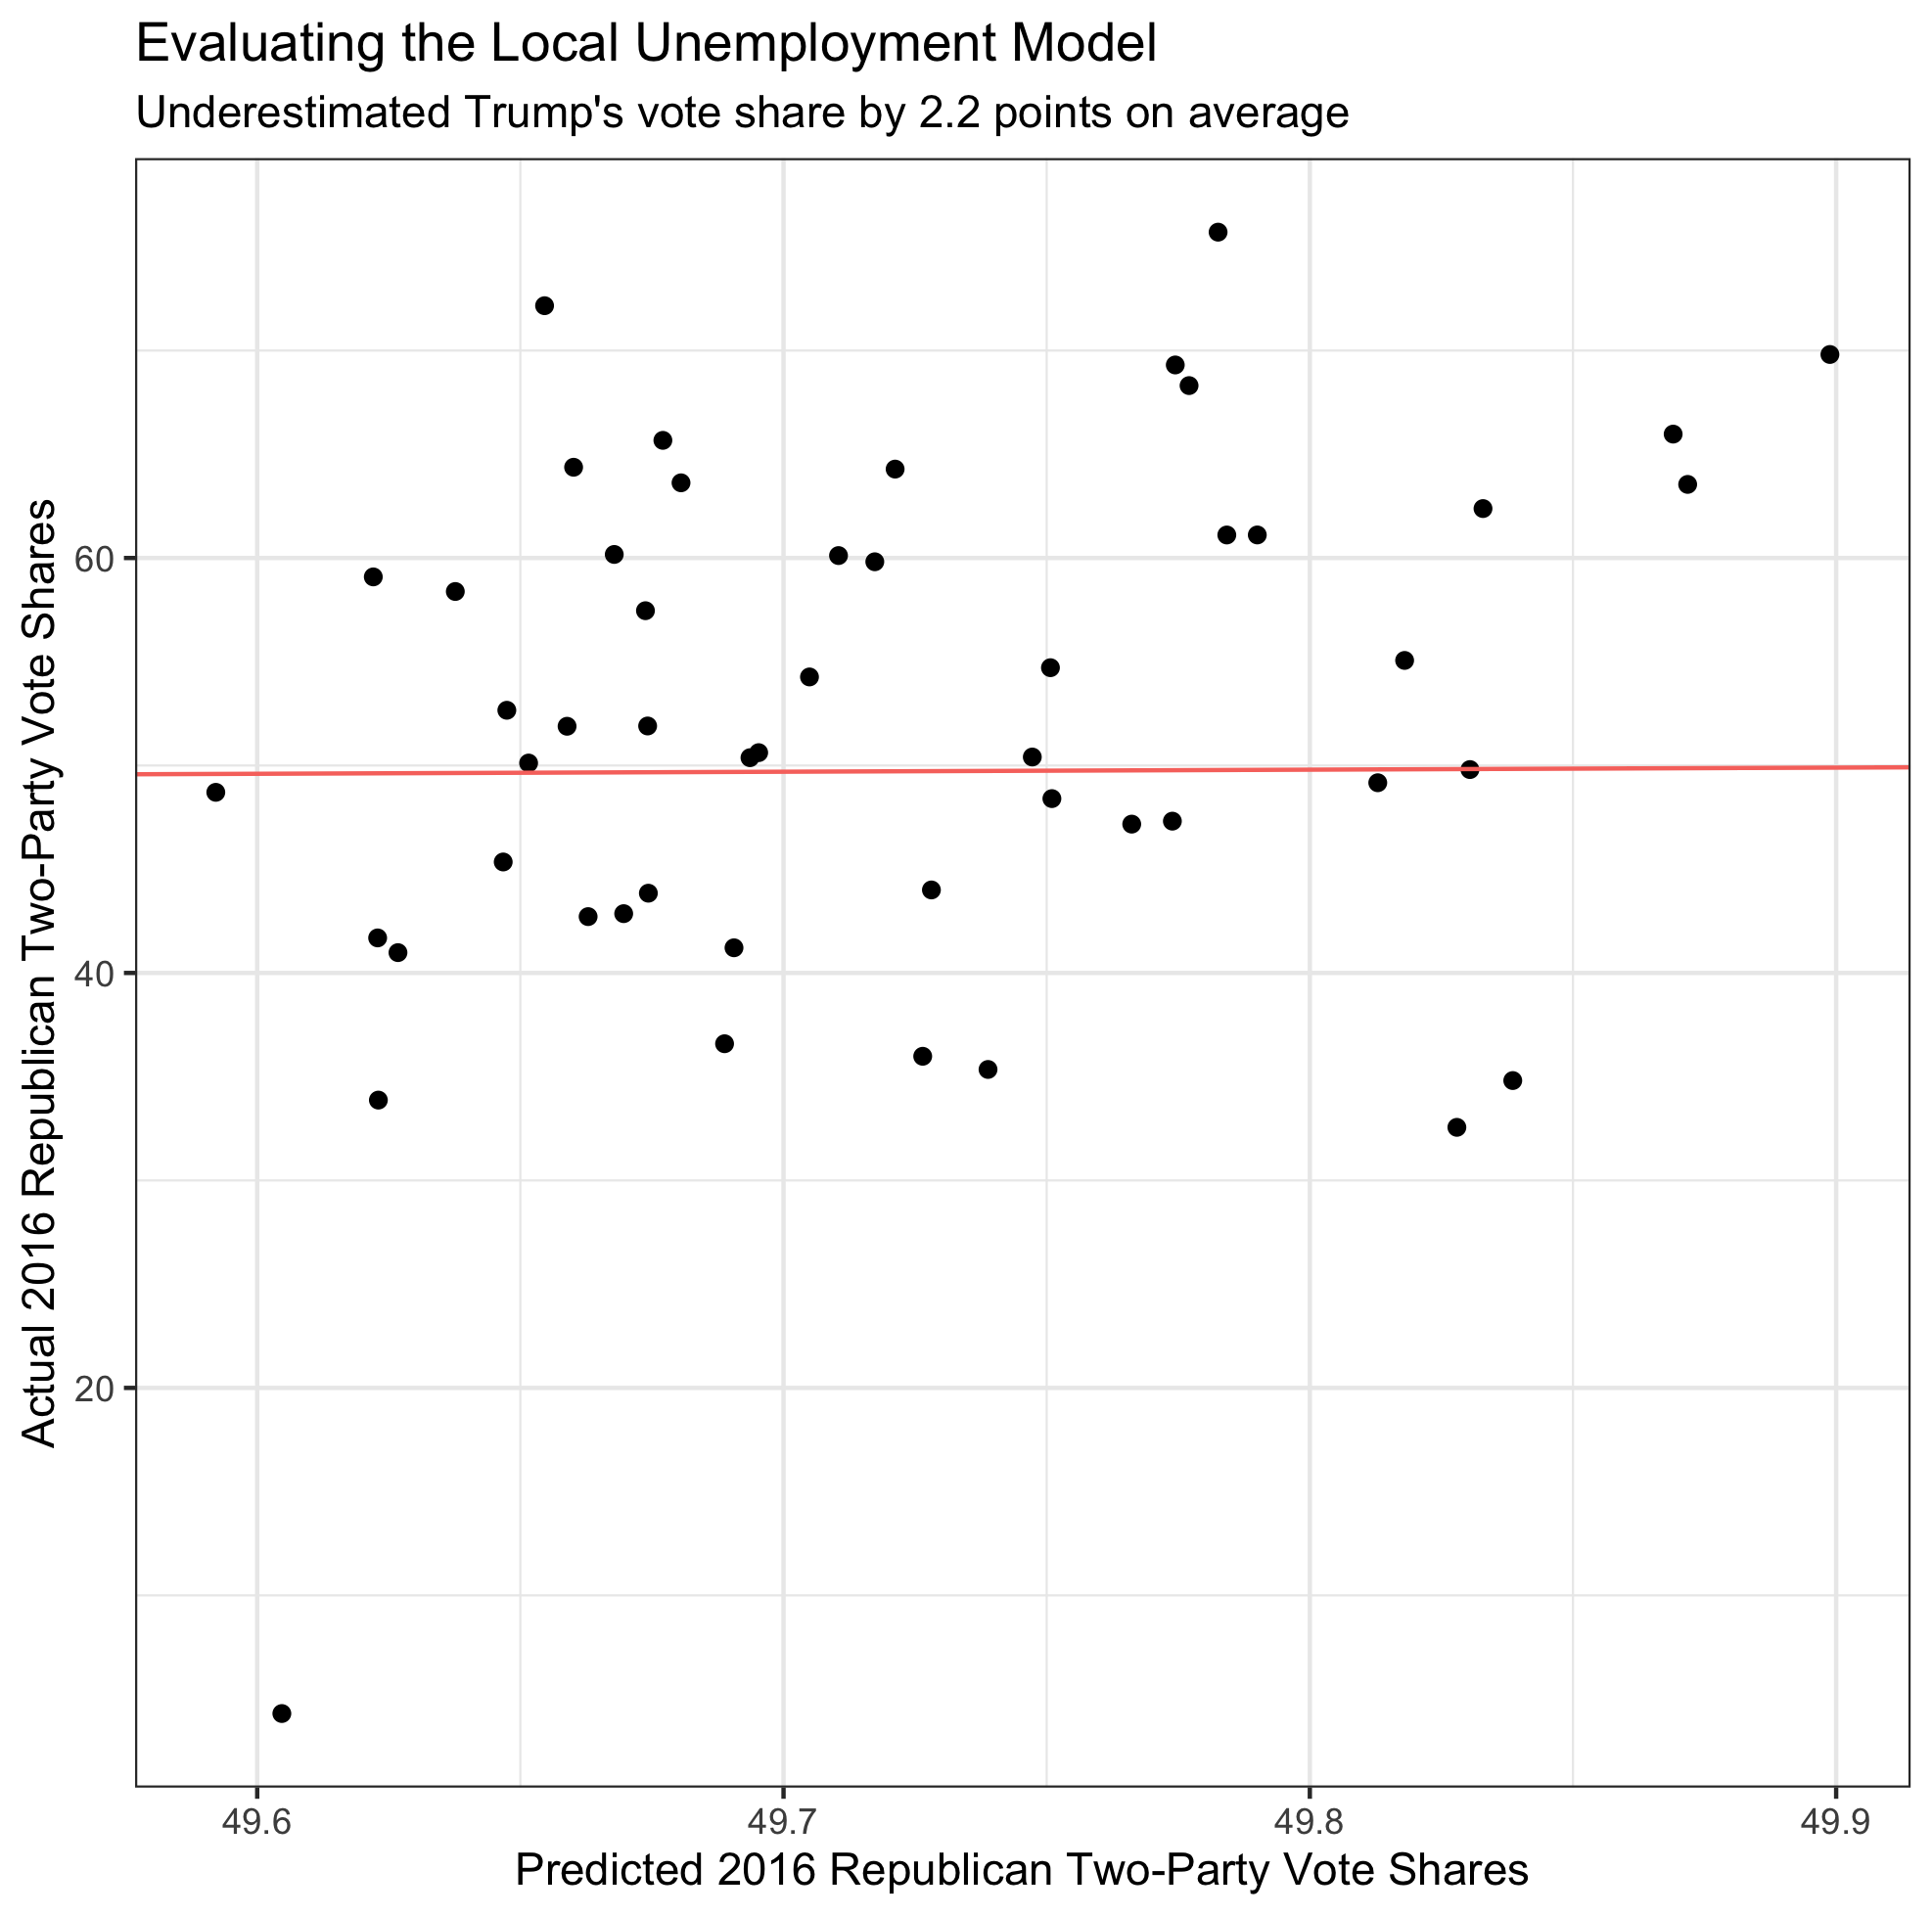 Evaluating the Local Unemployment Model
Underestimated Trump's vote share by 2.2 points on average
Actual 2016 Republican Two-Party Vote Shares
60
40
20
49.6
49.7
49.8
49.9
Predicted 2016 Republican Two-Party Vote Shares